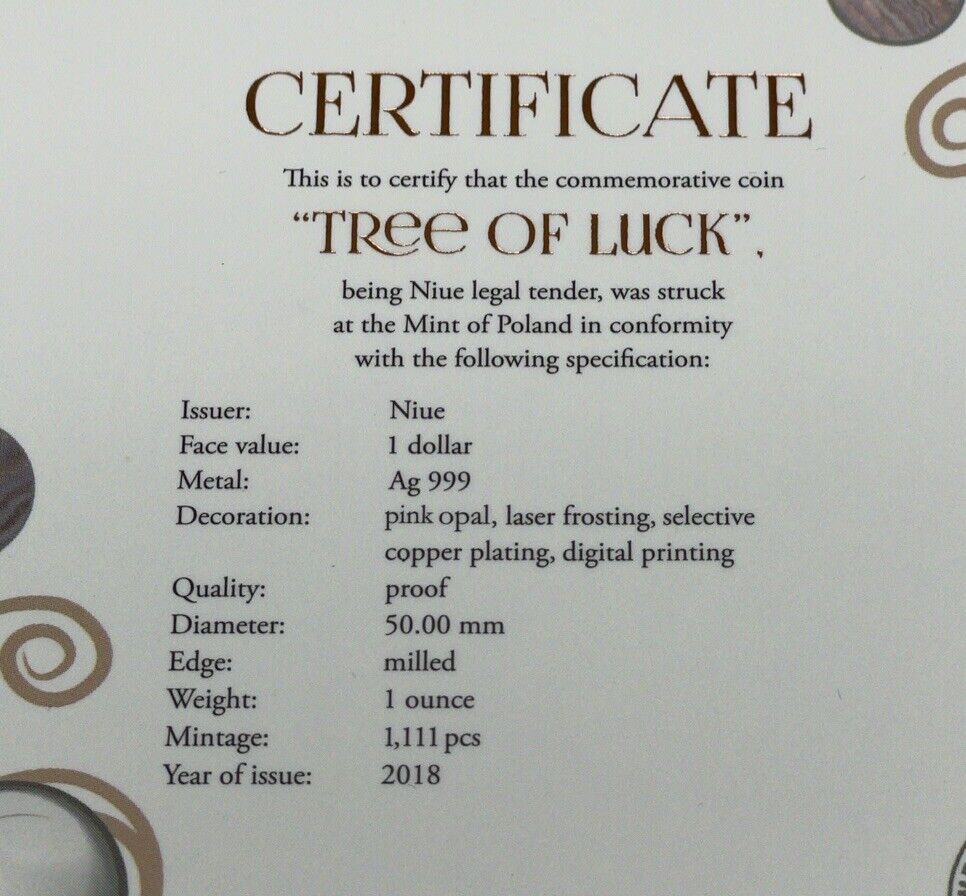 CERTIFICATE
This is to certify that the commemorative coin
“TRee OF LUCK”,
being Niue legal tender, was struck
at the Mint of Poland in conformity
with the following specification:
Issuer: Niue
Face value: 1 dollar
Metal: Ag 999
Decoration: pink opal, laser frosting, selective
copper plating, digital printing
Quality: proof
Diameter: 50.00 mm
Edge: milled
Weight: 1 ounce
Mintage: 1,111 pcs
Year of issue: 2018